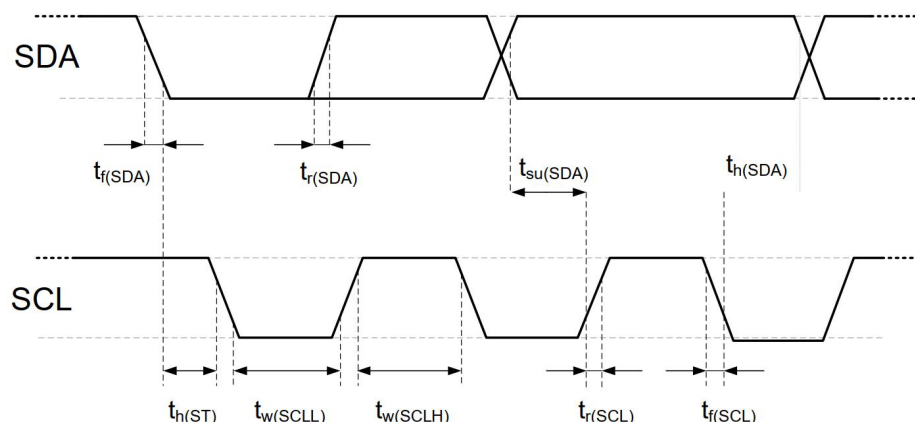 SDA
t_f(SDA) t_r(SDA) t_su(SDA) t_h(SDA)
SCL
t_h(ST) t_w(SCLL) t_w(SCLH) t_r(SCL) t_f(SCL)